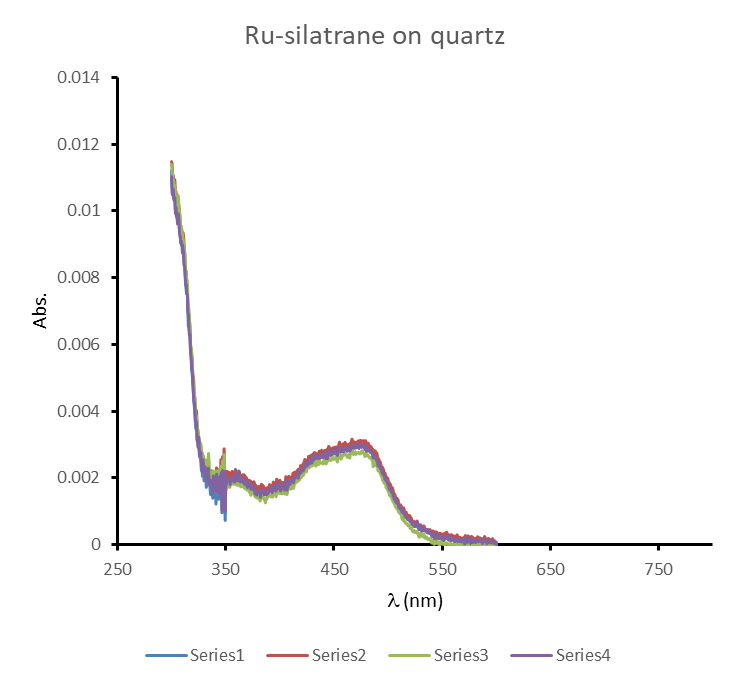 Ru-silatrane on quartz
0.014
0.012
0.01
0.008
0.006
0.004
0.002
0
Abs.
250 350 450 550 650 750
λ (nm)
Series1 Series2 Series3 Series4